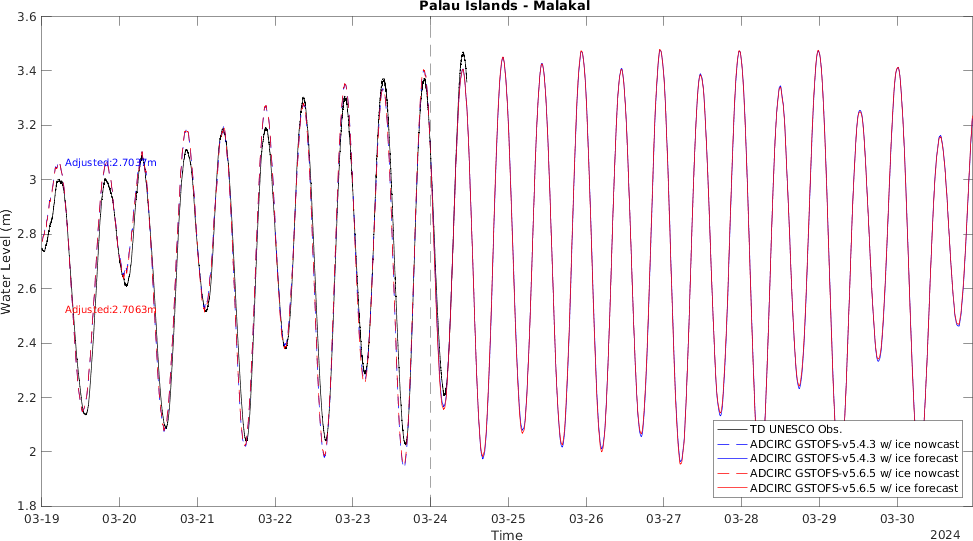 Palau Islands - Malakal
3.6
3.4
3.2
3
2.8
2.6
2.4
2.2
2
1.8
Water Level (m)
Adjusted:2.7037m
Adjusted:2.7063m
TD UNESCO Obs.
ADCIRC GSTOFS-v5.4.3 w/ ice nowcast
ADCIRC GSTOFS-v5.4.3 w/ ice forecast
ADCIRC GSTOFS-v5.6.5 w/ ice nowcast
ADCIRC GSTOFS-v5.6.5 w/ ice forecast
03-19 03-20 03-21 03-22 03-23 03-24 03-25 03-26 03-27 03-28 03-29 03-30
Time
2024